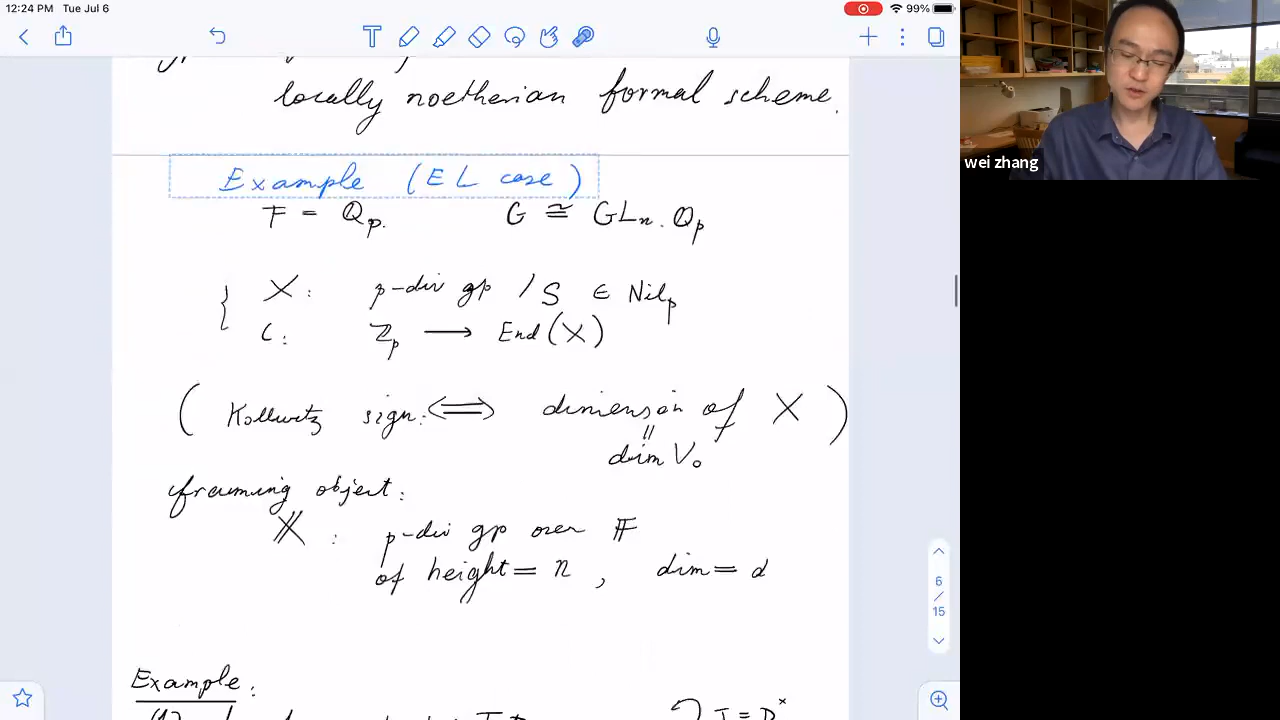 12:24 PM Tue Jul 6
99%
locally noetherian formal scheme.
Example (EL case)
F = Q_p. G ≅ GL_n, Q_p
X: p-div gp / S ∈ Nil_p
ι: Z_p ⟶ End(X)
( Kollwitz sign: ⟺ dimension of X )
=
dim V_0
framing object:
𝕏 : p-div gp over 𝔽
of height = n, dim = d
Example:
wei zhang
6
/
15